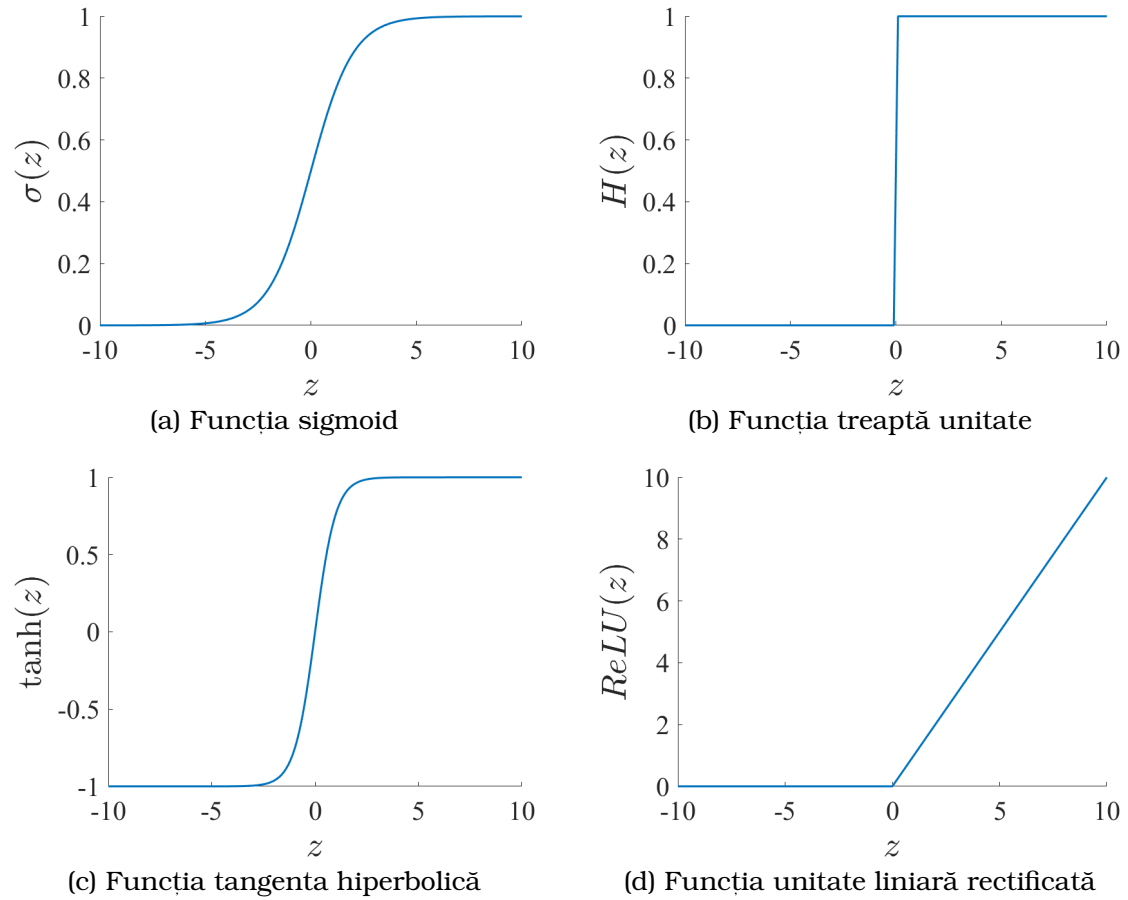 1
0.8
0.6
0.4
0.2
0
σ(z)
-10 -5 0 5 10
z
(a) Funcția sigmoid
1
0.8
0.6
0.4
0.2
0
H(z)
-10 -5 0 5 10
z
(b) Funcția treaptă unitate
1
0.5
0
-0.5
-1
tanh(z)
-10 -5 0 5 10
z
(c) Funcția tangenta hiperbolică
10
8
6
4
2
0
ReLU(z)
-10 -5 0 5 10
z
(d) Funcția unitate liniară rectificată